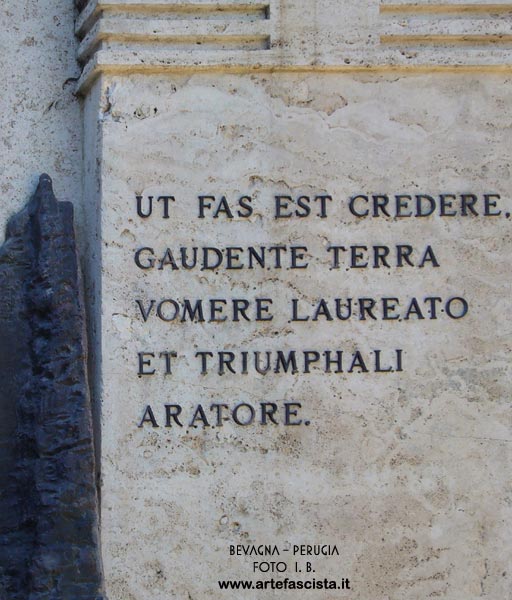 UT FAS EST CREDERE.
GAUDENTE TERRA
VOMERE LAUREATO
ET TRIUMPHALI
ARATORE.
BEVAGNA – PERUGIA
FOTO I. B.
www.artefascista.it